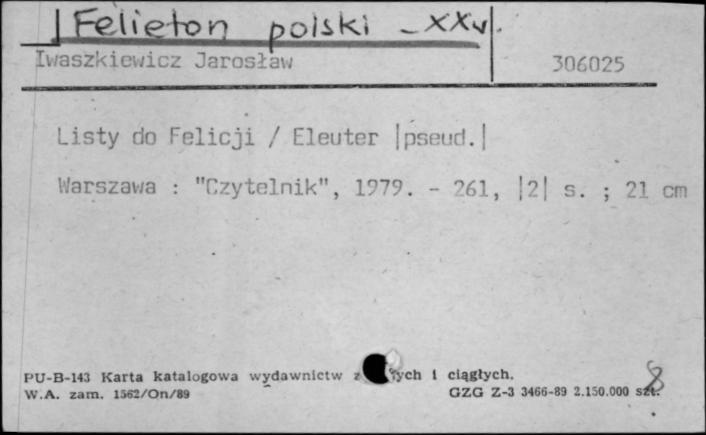 Felieton polski - XXw.
Iwaszkiewicz Jarosław 306025
Listy do Felicji / Eleuter |pseud.|
Warszawa : "Czytelnik", 1979. - 261, |2| s. ; 21 cm
PU-B-143 Karta katalogowa wydawnictw i ciągłych.
W.A. zam. 1562/On/89 GZG Z-3 3466-89 2.150.000 szt.